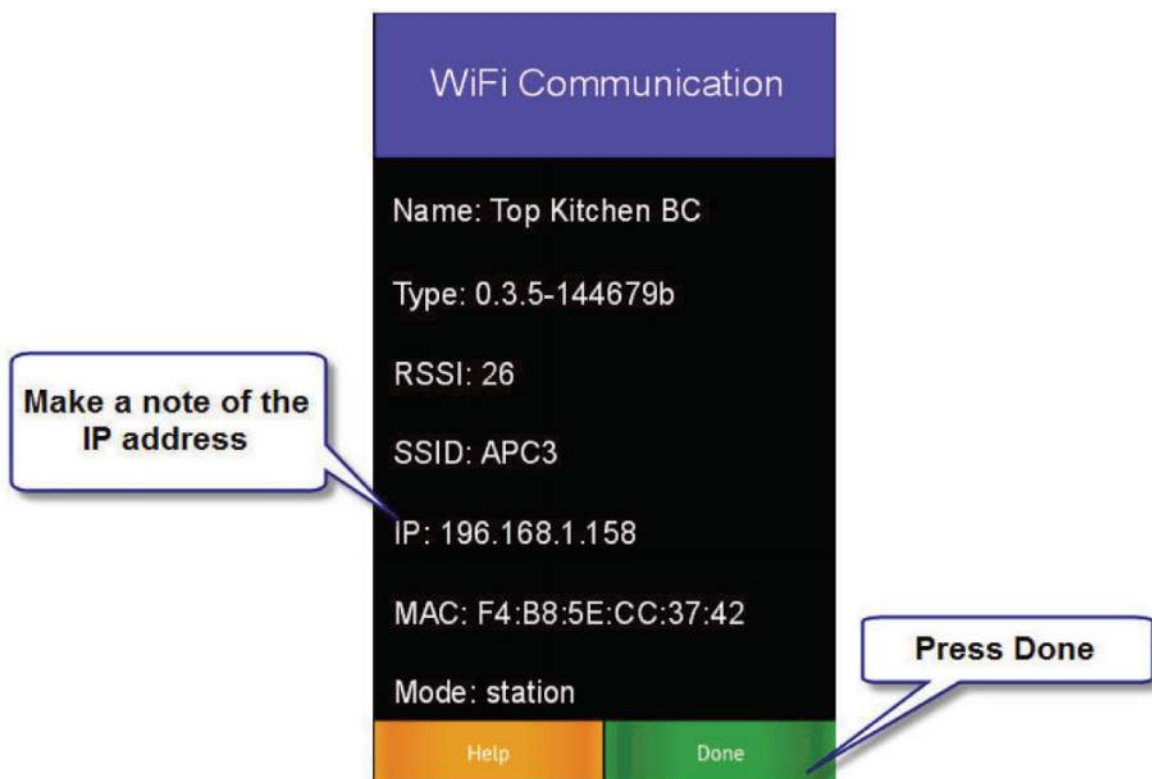 WiFi Communication
Name: Top Kitchen BC
Type: 0.3.5-144679b
RSSI: 26
Make a note of the
IP address
SSID: APC3
IP: 196.168.1.158
MAC: F4:B8:5E:CC:37:42
Press Done
Mode: station
Help
Done